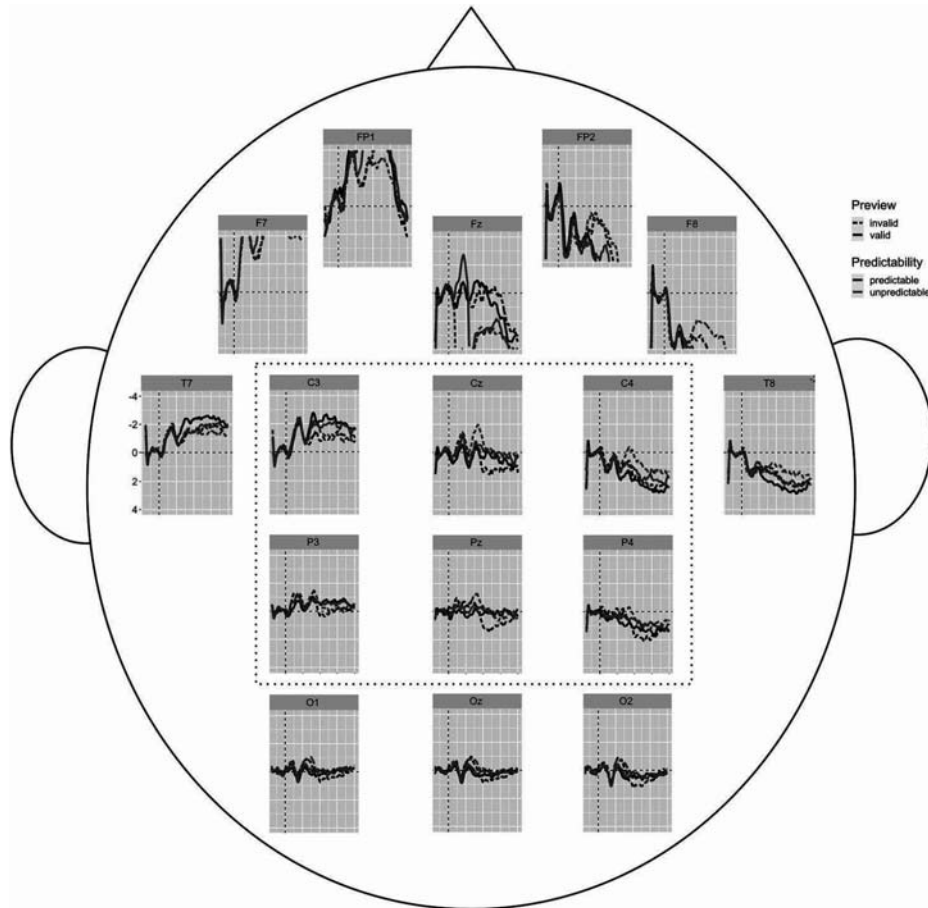 FP1
FP2
F7
Fz
F8
Preview
invalid
valid
Predictability
predictable
unpredictable
T7
C3
Cz
C4
T8
-4
-2
0
2
4
P3
Pz
P4
O1
Oz
O2